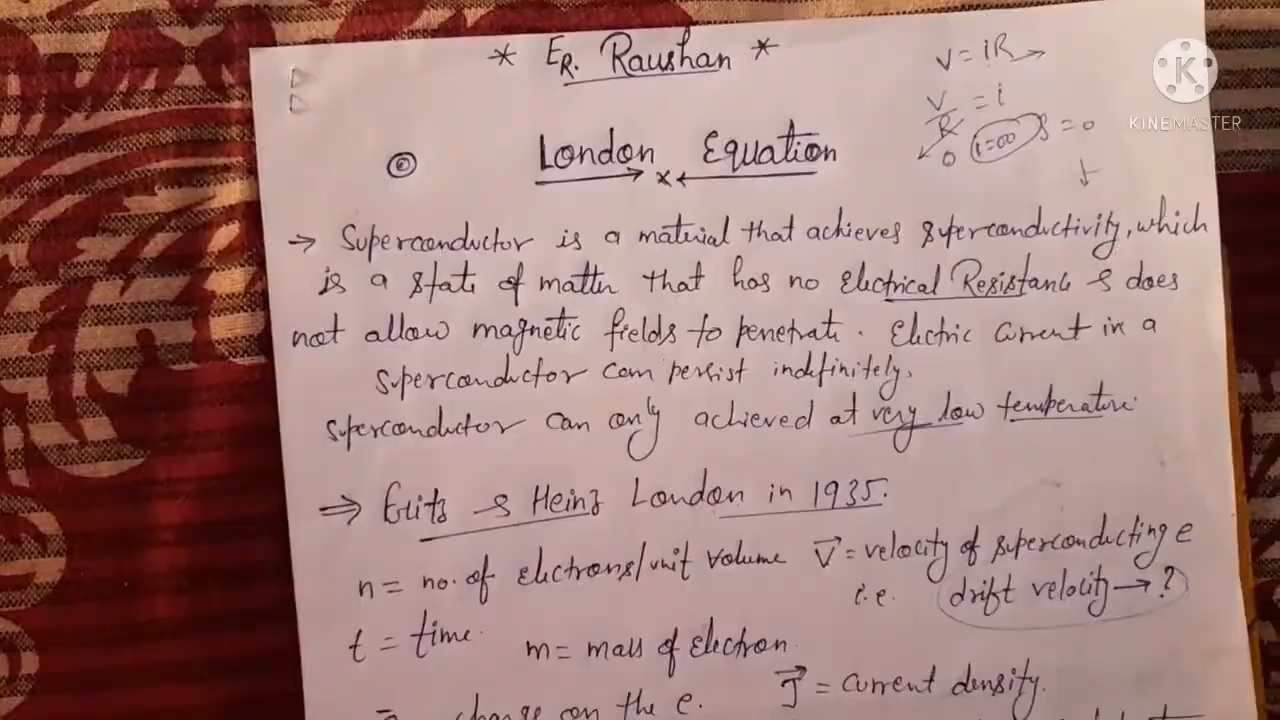 * ER. Raushan *
V = iR →
V/R = i
0 i=∞ ρ = 0
K
KINEMASTER
© London Equation
→ Superconductor is a material that achieves superconductivity, which
is a state of matter that has no Electrical Resistance & does
not allow magnetic fields to penetrate. Electric Current in a
Superconductor can persist indefinitely.
Superconductor can only achieved at very low temperature.
⇒ Fritz & Heinz London in 1935.
n = no. of electrons/unit volume V⃗ = velocity of superconducting e
i.e. drift velocity → ?
t = time. m = mass of Electron.
charge on the e. J⃗ = current density.